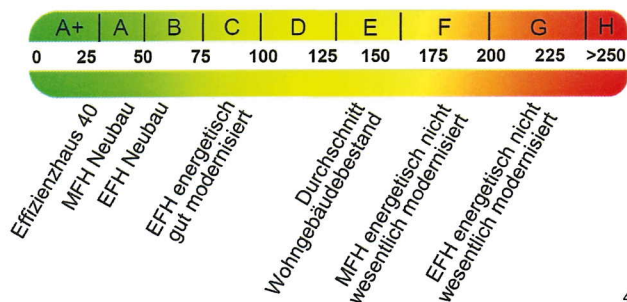 A+ A B C D E F G H
0 25 50 75 100 125 150 175 200 225 >250
Effizienzhaus 40
MFH Neubau
EFH Neubau
EFH energetisch
gut modernisiert
Durchschnitt
Wohngebäudebestand
MFH energetisch nicht
wesentlich modernisiert
EFH energetisch nicht
wesentlich modernisiert